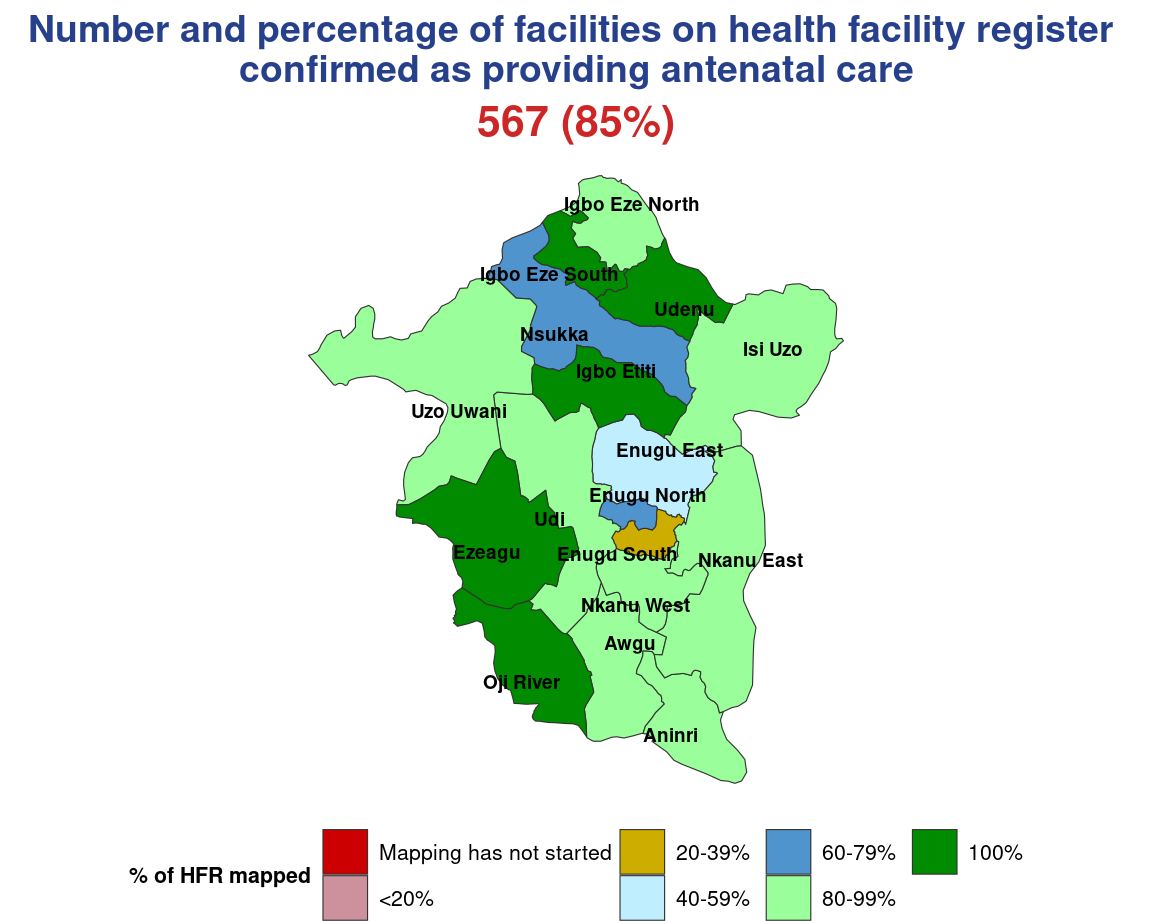 Number and percentage of facilities on health facility register
confirmed as providing antenatal care
567 (85%)
Igbo Eze North
Igbo Eze South
Udenu
Nsukka
Isi Uzo
Igbo Etiti
Uzo Uwani
Enugu East
Enugu North
Udi
Ezeagu
Enugu South
Nkanu East
Nkanu West
Awgu
Oji River
Aninri
% of HFR mapped
Mapping has not started
<20%
20-39%
40-59%
60-79%
80-99%
100%